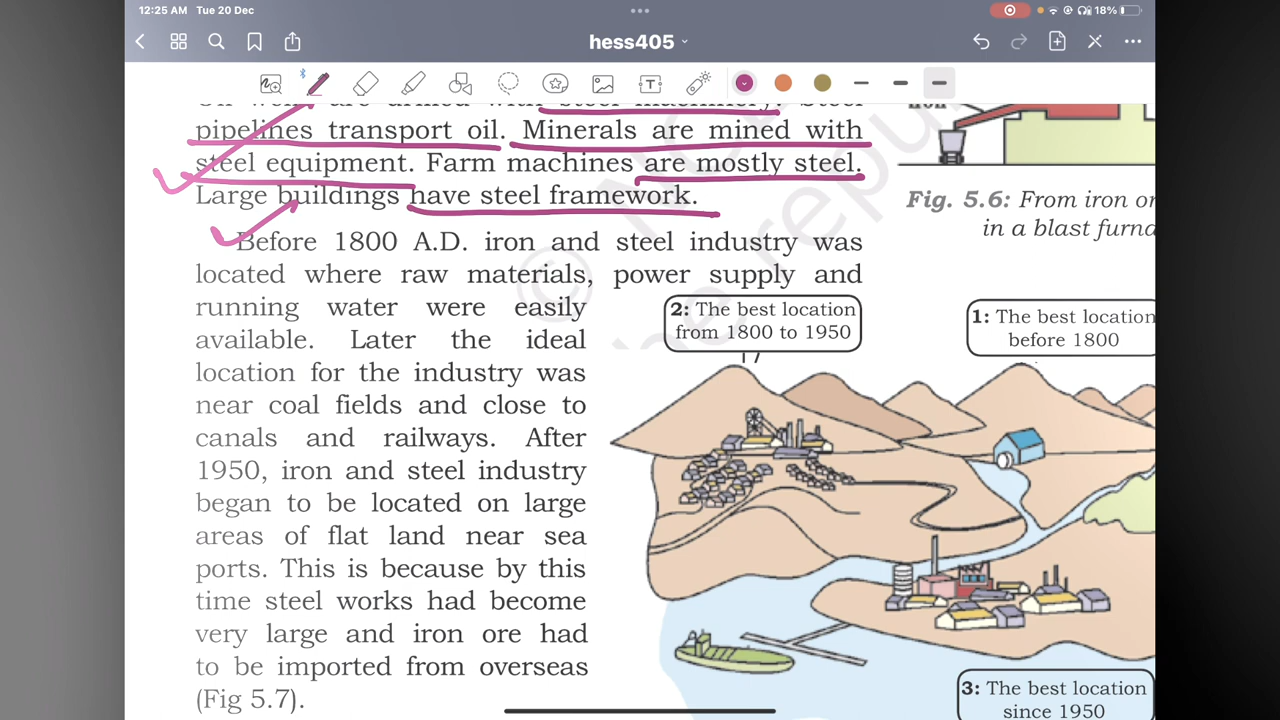 12:25 AM Tue 20 Dec
18%
hess405
pipelines transport oil. Minerals are mined with
steel equipment. Farm machines are mostly steel.
Large buildings have steel framework.
Before 1800 A.D. iron and steel industry was
located where raw materials, power supply and
running water were easily
available. Later the ideal
location for the industry was
near coal fields and close to
canals and railways. After
1950, iron and steel industry
began to be located on large
areas of flat land near sea
ports. This is because by this
time steel works had become
very large and iron ore had
to be imported from overseas
(Fig 5.7).
Fig. 5.6: From iron or
in a blast furna
2: The best location
from 1800 to 1950
1: The best location
before 1800
3: The best location
since 1950